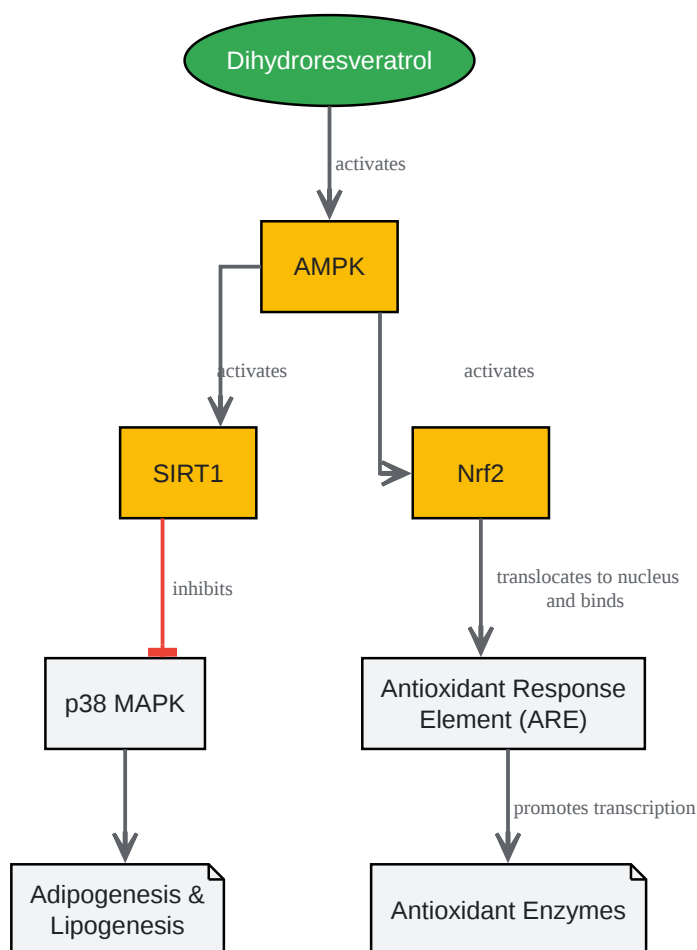 Dihydroresveratrol
activates
AMPK
activates
activates
SIRT1
Nrf2
inhibits
translocates to nucleus
and binds
p38 MAPK
Antioxidant Response
Element (ARE)
promotes transcription
Adipogenesis &
Lipogenesis
Antioxidant Enzymes